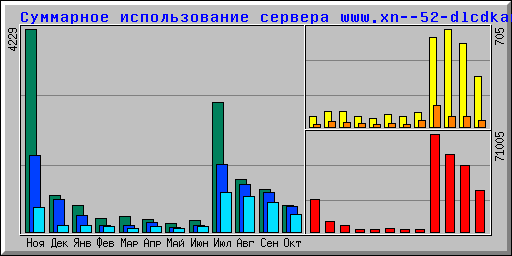 Суммарное использование сервера www.xn--52-dlcdka
4229
705
71005
Ноя Дек Янв Фев Мар Апр Май Июн Июл Авг Сен Окт